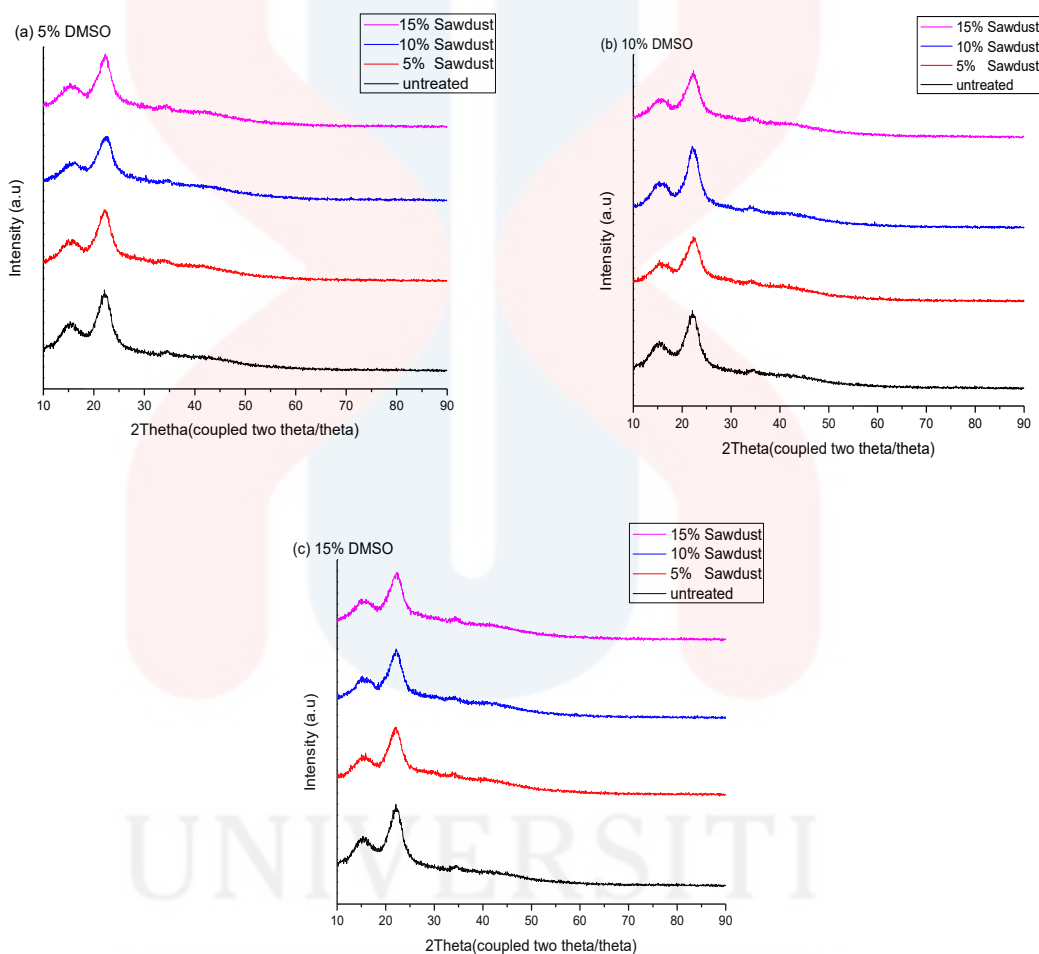 (a) 5% DMSO
15% Sawdust
10% Sawdust
5% Sawdust
untreated
Intensity (a.u)
10 20 30 40 50 60 70 80 90
2Thetha(coupled two theta/theta)
(b) 10% DMSO
15% Sawdust
10% Sawdust
5% Sawdust
untreated
Intensity (a.u)
10 20 30 40 50 60 70 80 90
2Theta(coupled two theta/theta)
(c) 15% DMSO
15% Sawdust
10% Sawdust
5% Sawdust
untreated
Intensity (a.u)
10 20 30 40 50 60 70 80 90
2Theta(coupled two theta/theta)
UNIVERSITI